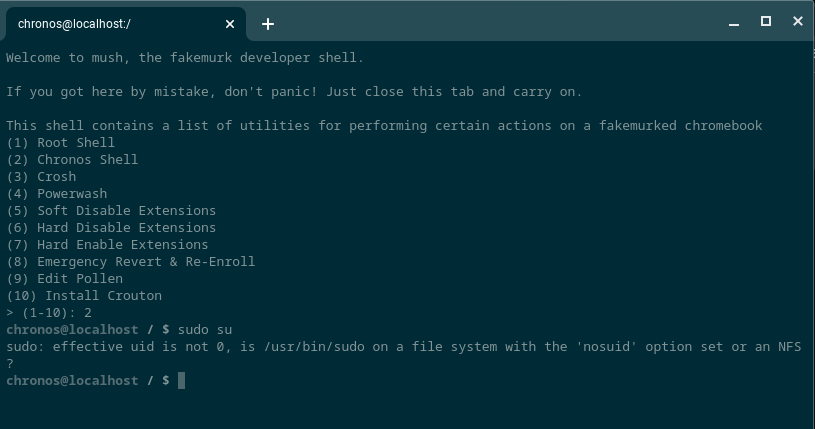 chronos@localhost:/
Welcome to mush, the fakemurk developer shell.
If you got here by mistake, don't panic! Just close this tab and carry on.
This shell contains a list of utilities for performing certain actions on a fakemurked chromebook
(1) Root Shell
(2) Chronos Shell
(3) Crosh
(4) Powerwash
(5) Soft Disable Extensions
(6) Hard Disable Extensions
(7) Hard Enable Extensions
(8) Emergency Revert & Re-Enroll
(9) Edit Pollen
(10) Install Crouton
> (1-10): 2
chronos@localhost / $ sudo su
sudo: effective uid is not 0, is /usr/bin/sudo on a file system with the 'nosuid' option set or an NFS
?
chronos@localhost / $